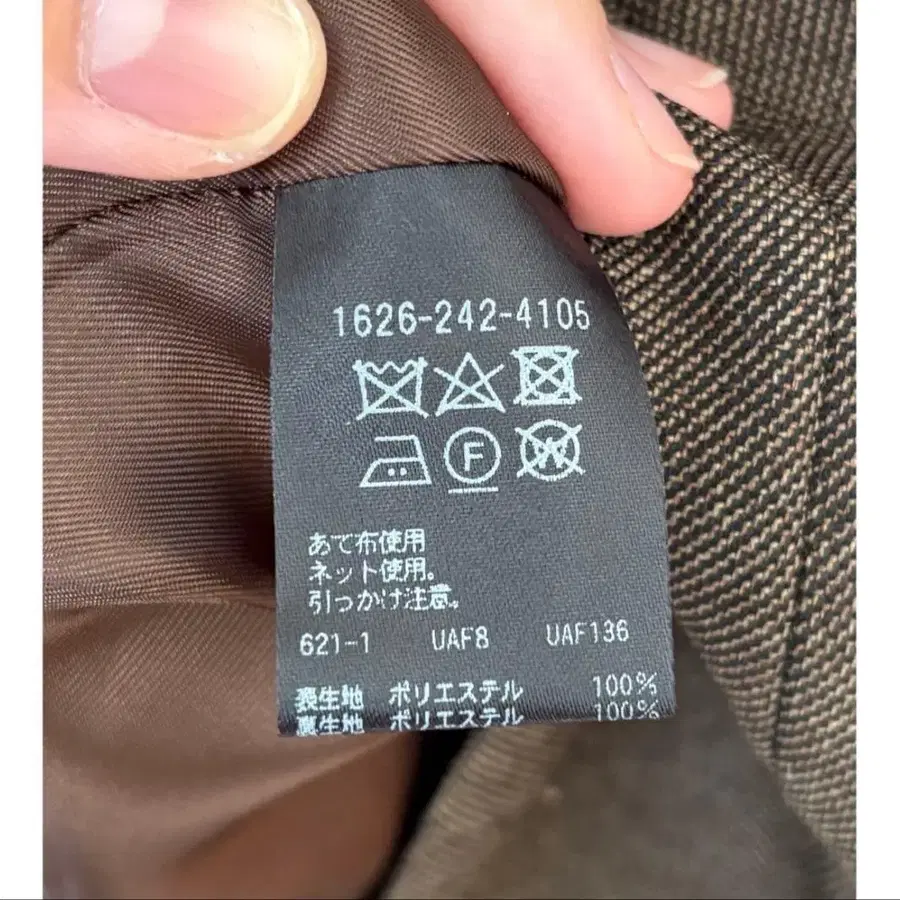 1626-242-4105
F
W
あて布使用
ネット使用。
引っかけ注意。
621-1 UAF8 UAF136
表生地 ポリエステル 100%
裏生地 ポリエステル 100%